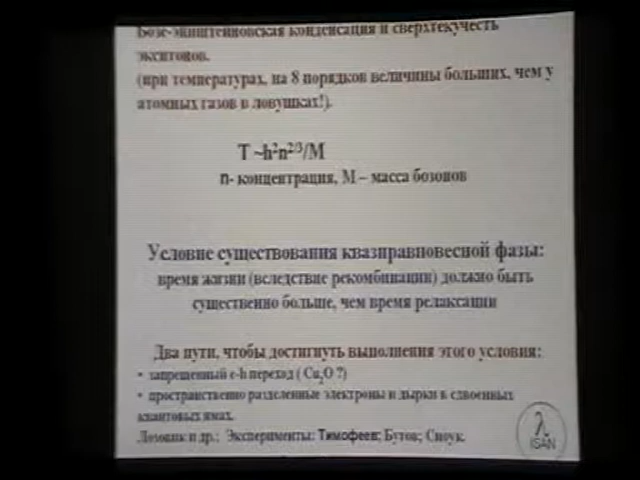 Бозе-эйнштейновская конденсация и сверхтекучесть
экситонов.
(при температурах, на 8 порядков величины больших, чем у
атомных газов в ловушках!).
T ~h²n²ᐟ³/M
n- концентрация, M – масса бозонов
Условие существования квазиравновесной фазы:
время жизни (вследствие рекомбинации) должно быть
существенно больше, чем время релаксации
Два пути, чтобы достигнуть выполнения этого условия:
• запрещенный e-h переход ( Cu₂O ?)
• пространственно разделенные электроны и дырки в сдвоенных
квантовых ямах.
Лозовик и др.; Эксперименты: Тимофеев; Бутов; Сноук.
λ
ISAN